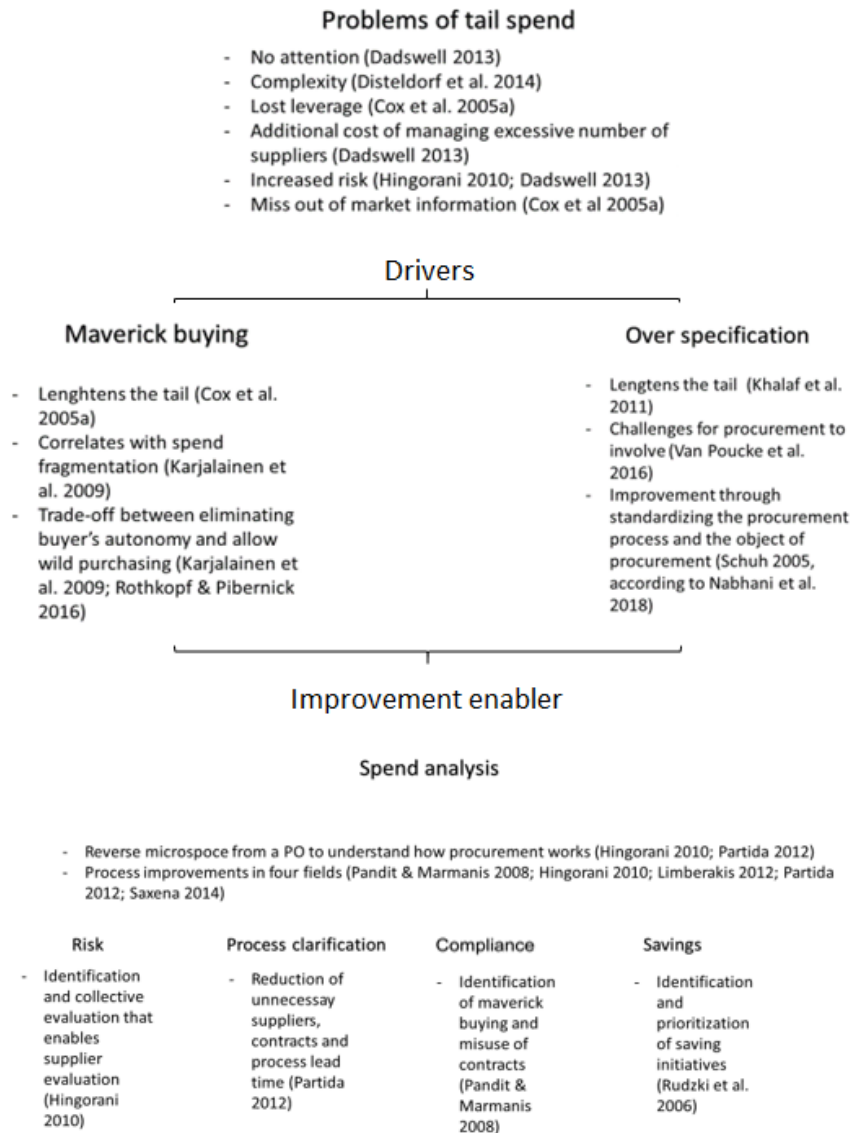 Problems of tail spend
- No attention (Dadswell 2013)
- Complexity (Disteldorf et al. 2014)
- Lost leverage (Cox et al. 2005a)
- Additional cost of managing excessive number of
suppliers (Dadswell 2013)
- Increased risk (Hingorani 2010; Dadswell 2013)
- Miss out of market information (Cox et al 2005a)
Drivers
Maverick buying
- Lenghtens the tail (Cox et al.
2005a)
- Correlates with spend
fragmentation (Karjalainen et
al. 2009)
- Trade-off between eliminating
buyer's autonomy and allow
wild purchasing (Karjalainen et
al. 2009; Rothkopf & Pibernick
2016)
Over specification
- Lengtens the tail (Khalaf et al.
2011)
- Challenges for procurement to
involve (Van Poucke et al.
2016)
- Improvement through
standardizing the procurement
process and the object of
procurement (Schuh 2005,
according to Nabhani et al.
2018)
Improvement enabler
Spend analysis
- Reverse microspoce from a PO to understand how procurement works (Hingorani 2010; Partida 2012)
- Process improvements in four fields (Pandit & Marmanis 2008; Hingorani 2010; Limberakis 2012; Partida
2012; Saxena 2014)
Risk
- Identification
and collective
evaluation that
enables
supplier
evaluation
(Hingorani
2010)
Process clarification
- Reduction of
unnecessay
suppliers,
contracts and
process lead
time (Partida
2012)
Compliance
- Identification
of maverick
buying and
misuse of
contracts
(Pandit &
Marmanis
2008)
Savings
- Identification
and
prioritization
of saving
initiatives
(Rudzki et al.
2006)